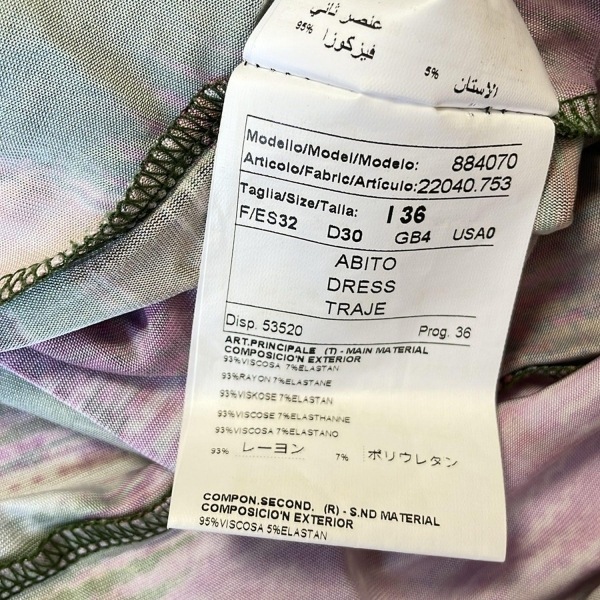 عنصر ثاني
95% فيزكوزا
5% الاستان
Modello/Model/Modelo: 884070
Articolo/Fabric/Artículo: 22040.753
Taglia/Size/Talla: I 36
F/ES32 D30 GB4 USA0
ABITO
DRESS
TRAJE
Disp. 53520 Prog. 36
ART.PRINCIPALE (T) - MAIN MATERIAL
COMPOSICIO'N EXTERIOR
93%VISCOSA 7%ELASTAN
93%RAYON 7%ELASTANE
93%VISKOSE 7%ELASTAN
93%VISCOSE 7%ELASTHANNE
93%VISCOSA 7%ELASTANO
93% レーヨン 7% ポリウレタン
COMPON.SECOND. (R) - S.ND MATERIAL
COMPOSICIO'N EXTERIOR
95%VISCOSA 5%ELASTAN